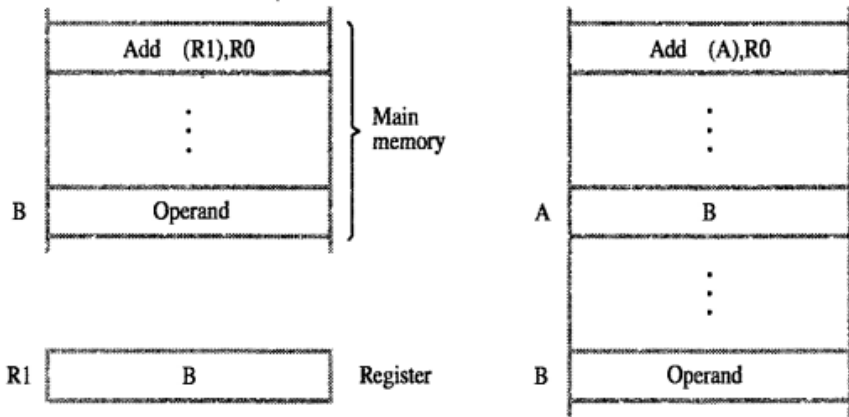 Add (R1),R0
Main
memory
B
Operand
R1
B
Register
Add (A),R0
A
B
B
Operand